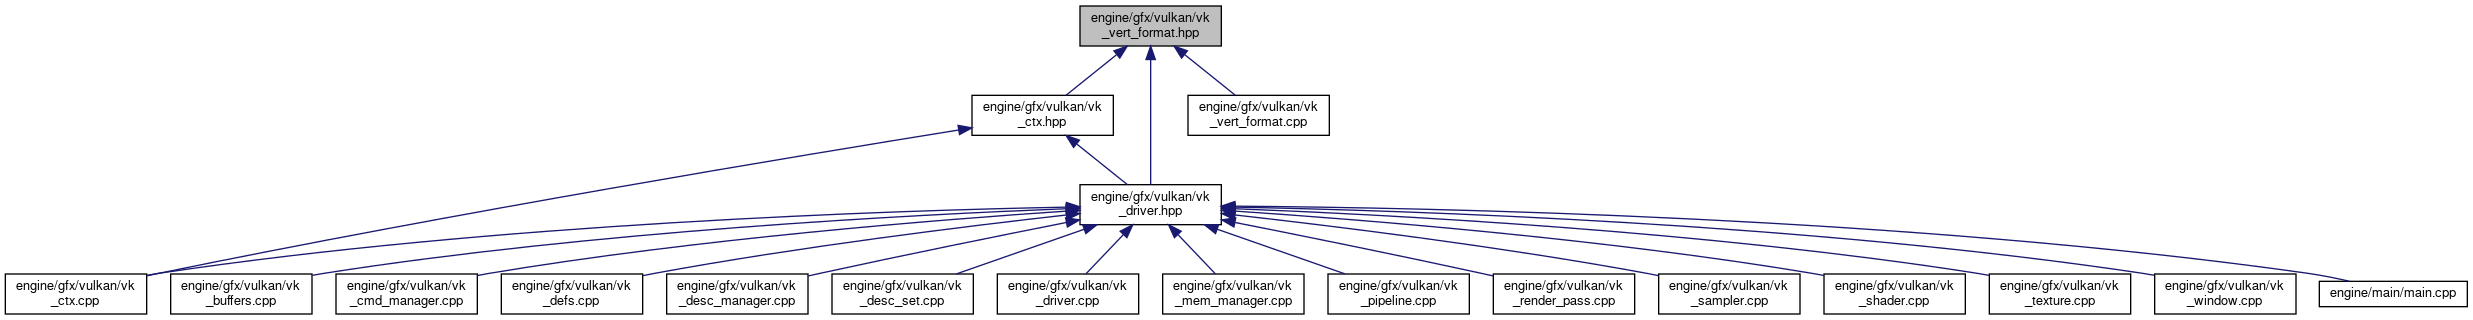 engine/gfx/vulkan/vk
_vert_format.hpp
engine/gfx/vulkan/vk
_ctx.hpp
engine/gfx/vulkan/vk
_vert_format.cpp
engine/gfx/vulkan/vk
_driver.hpp
engine/gfx/vulkan/vk
_ctx.cpp
engine/gfx/vulkan/vk
_buffers.cpp
engine/gfx/vulkan/vk
_cmd_manager.cpp
engine/gfx/vulkan/vk
_defs.cpp
engine/gfx/vulkan/vk
_desc_manager.cpp
engine/gfx/vulkan/vk
_desc_set.cpp
engine/gfx/vulkan/vk
_driver.cpp
engine/gfx/vulkan/vk
_mem_manager.cpp
engine/gfx/vulkan/vk
_pipeline.cpp
engine/gfx/vulkan/vk
_render_pass.cpp
engine/gfx/vulkan/vk
_sampler.cpp
engine/gfx/vulkan/vk
_shader.cpp
engine/gfx/vulkan/vk
_texture.cpp
engine/gfx/vulkan/vk
_window.cpp
engine/main/main.cpp